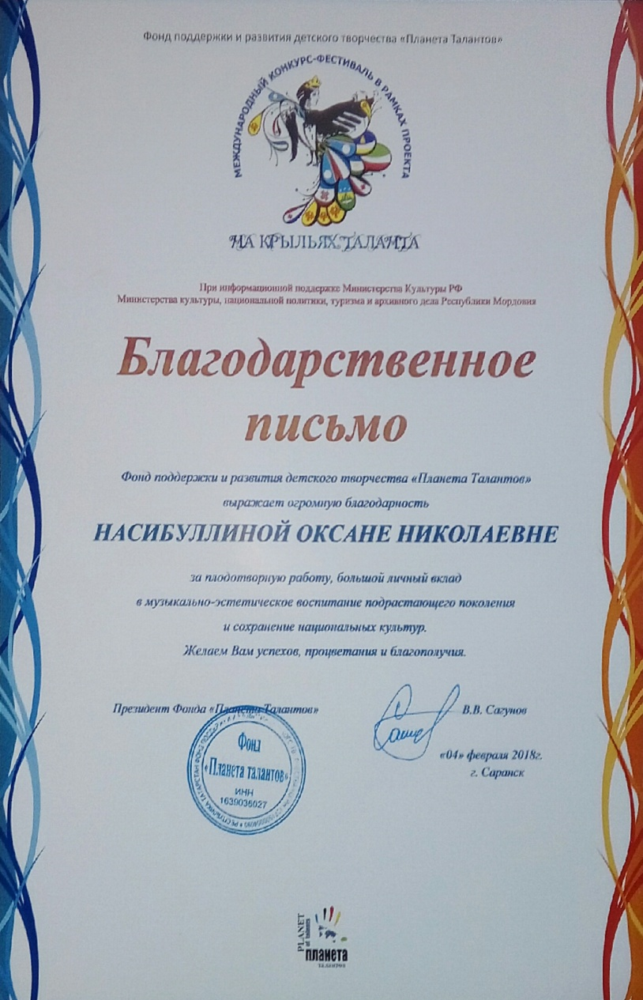 Фонд поддержки и развития детского творчества «Планета Талантов»
МЕЖДУНАРОДНЫЙ КОНКУРС-ФЕСТИВАЛЬ В РАМКАХ ПРОЕКТА
НА КРЫЛЬЯХ ТАЛАНТА
При информационной поддержке Министерства Культуры РФ
Министерства культуры, национальной политики, туризма и архивного дела Республики Мордовия
Благодарственное
письмо
Фонд поддержки и развития детского творчества «Планета Талантов»
выражает огромную благодарность
НАСИБУЛЛИНОЙ ОКСАНЕ НИКОЛАЕВНЕ
за плодотворную работу, большой личный вклад
в музыкально-эстетическое воспитание подрастающего поколения
и сохранение национальных культур.
Желаем Вам успехов, процветания и благополучия.
Президент Фонда «Планета Талантов»
В.В. Сагунов
«04» февраля 2018г.
г. Саранск
Фонд
«Планета талантов»
ИНН
1639036027
РЕСПУБЛИКА ТАТАРСТАН
PLANET
of talents
планета
талантов